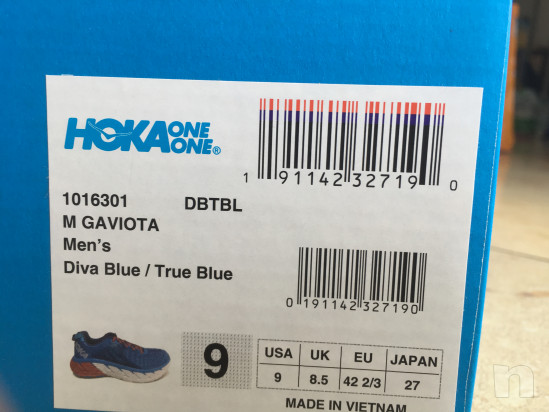 HOKA ONE ONE®
1 91142 32719 0
1016301 DBTBL
M GAVIOTA
Men's
Diva Blue / True Blue
0 191142 327190
9
USA UK EU JAPAN
9 8.5 42 2/3 27
MADE IN VIETNAM
n